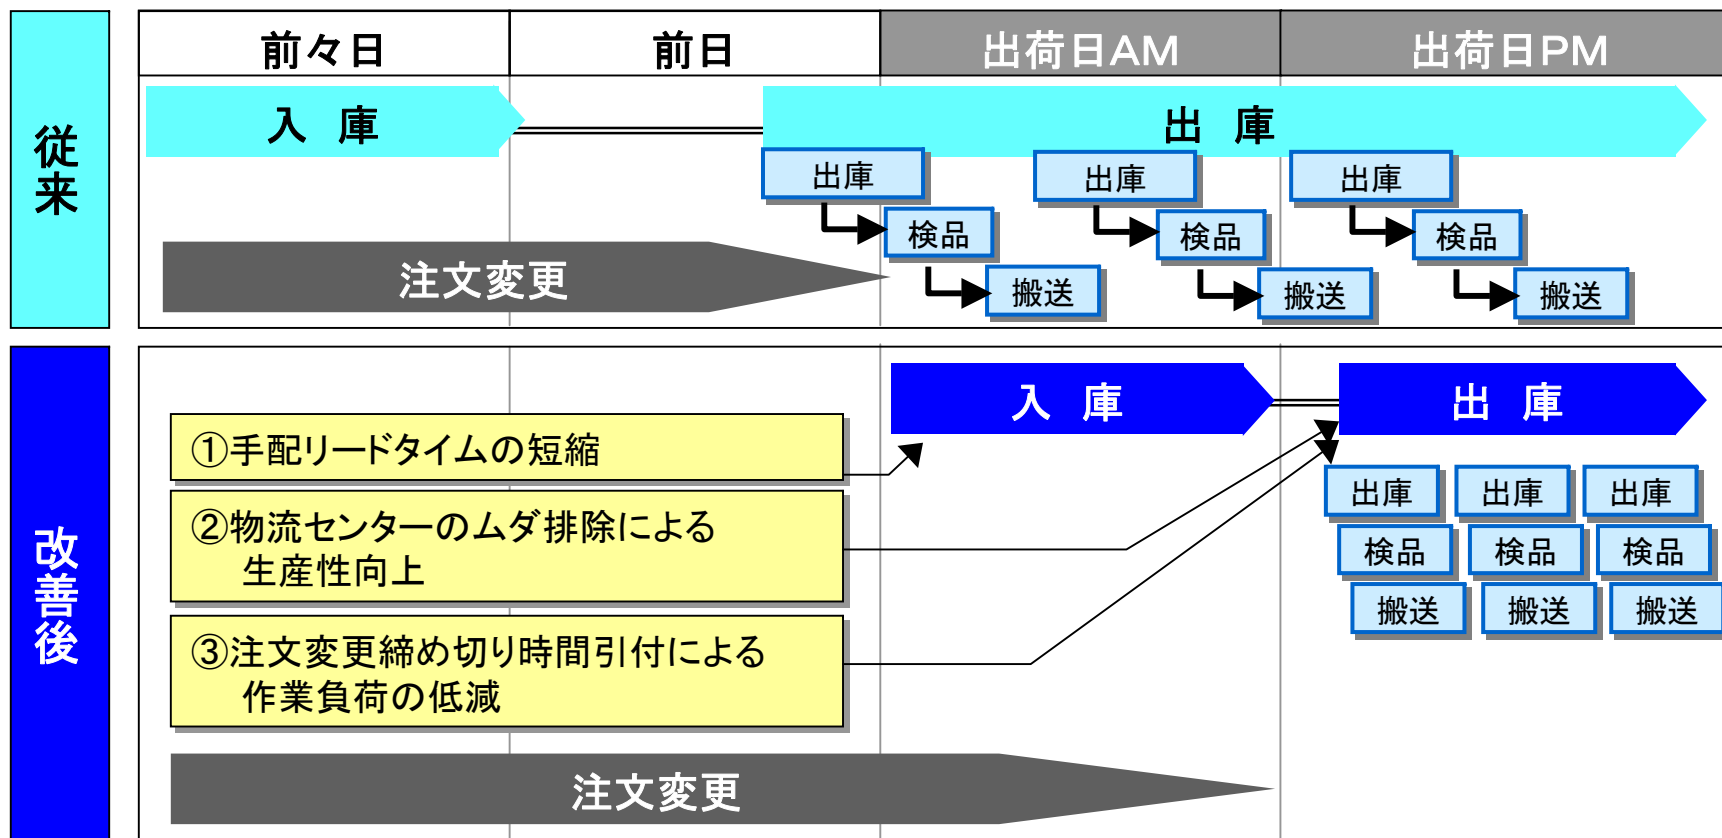 前々日
前日
出荷日AM
出荷日PM
従来
入 庫
出 庫
出庫
出庫
出庫
検品
検品
検品
搬送
搬送
搬送
注文変更
改善後
入 庫
出 庫
①手配リードタイムの短縮
②物流センターのムダ排除による
生産性向上
③注文変更締め切り時間引付による
作業負荷の低減
出庫
出庫
出庫
検品
検品
検品
搬送
搬送
搬送
注文変更